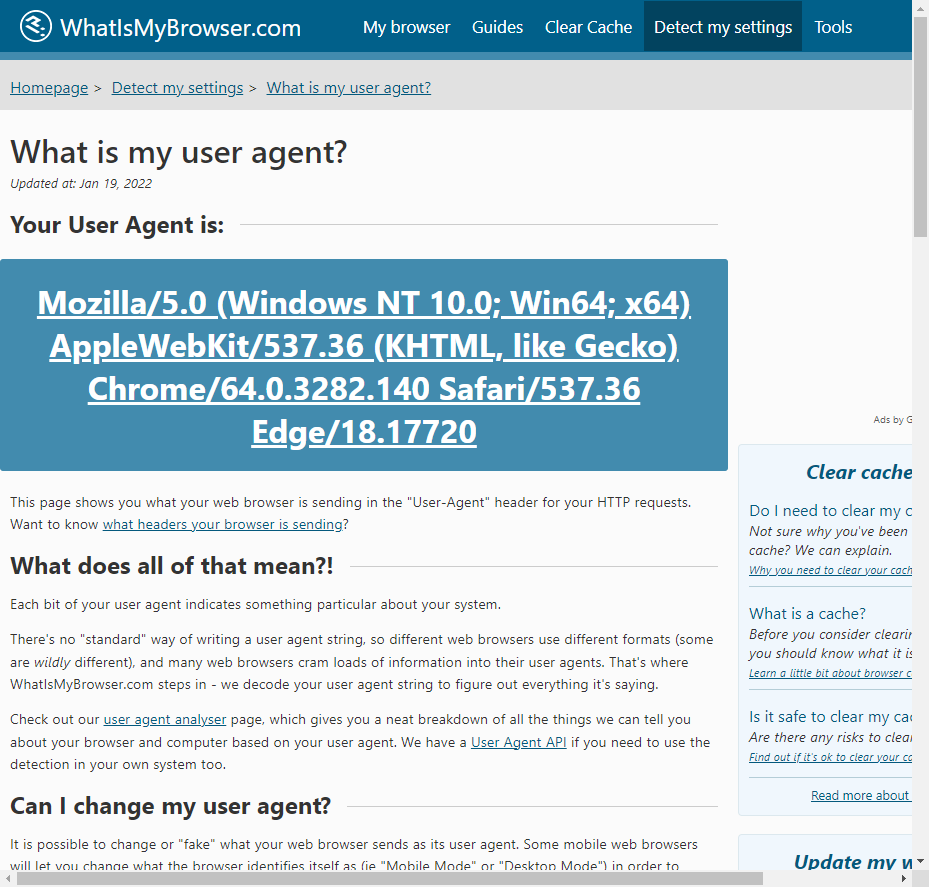 WhatIsMyBrowser.com
My browser Guides Clear Cache Detect my settings Tools
Homepage > Detect my settings > What is my user agent?
What is my user agent?
Updated at: Jan 19, 2022
Your User Agent is:
Mozilla/5.0 (Windows NT 10.0; Win64; x64)
AppleWebKit/537.36 (KHTML, like Gecko)
Chrome/64.0.3282.140 Safari/537.36
Edge/18.17720
This page shows you what your web browser is sending in the "User-Agent" header for your HTTP requests.
Want to know what headers your browser is sending?
What does all of that mean?!
Each bit of your user agent indicates something particular about your system.
There's no "standard" way of writing a user agent string, so different web browsers use different formats (some
are wildly different), and many web browsers cram loads of information into their user agents. That's where
WhatIsMyBrowser.com steps in - we decode your user agent string to figure out everything it's saying.
Check out our user agent analyser page, which gives you a neat breakdown of all the things we can tell you
about your browser and computer based on your user agent. We have a User Agent API if you need to use the
detection in your own system too.
Can I change my user agent?
It is possible to change or "fake" what your web browser sends as its user agent. Some mobile web browsers
will let you change what the browser identifies itself as (ie "Mobile Mode" or "Desktop Mode") in order to
Ads by G
Clear cache
Do I need to clear my c
Not sure why you've been
cache? We can explain.
Why you need to clear your cach
What is a cache?
Before you consider clearin
you should know what it is
Learn a little bit about browser c
Is it safe to clear my cac
Are there any risks to clear
Find out if it's ok to clear your ca
Read more about
Update my w